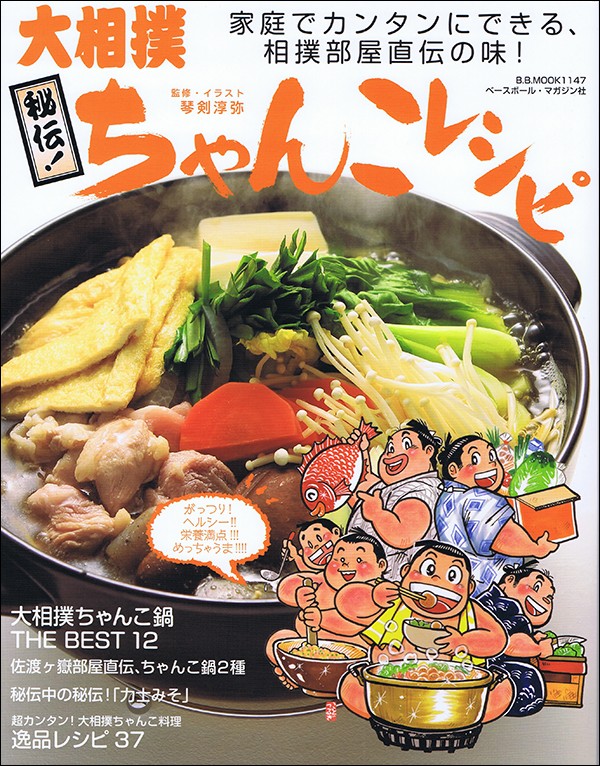 大相撲
家庭でカンタンにできる、
相撲部屋直伝の味！
B.B.MOOK1147
ベースボール・マガジン社
監修・イラスト
琴剣淳弥
秘伝！
ちゃんこレシピ
がっつり！
ヘルシー!!
栄養満点!!!
めっちゃうま!!!!
大相撲ちゃんこ鍋
THE BEST 12
佐渡ヶ嶽部屋直伝、ちゃんこ鍋2種
秘伝中の秘伝！「力士みそ」
超カンタン！大相撲ちゃんこ料理
逸品レシピ 37